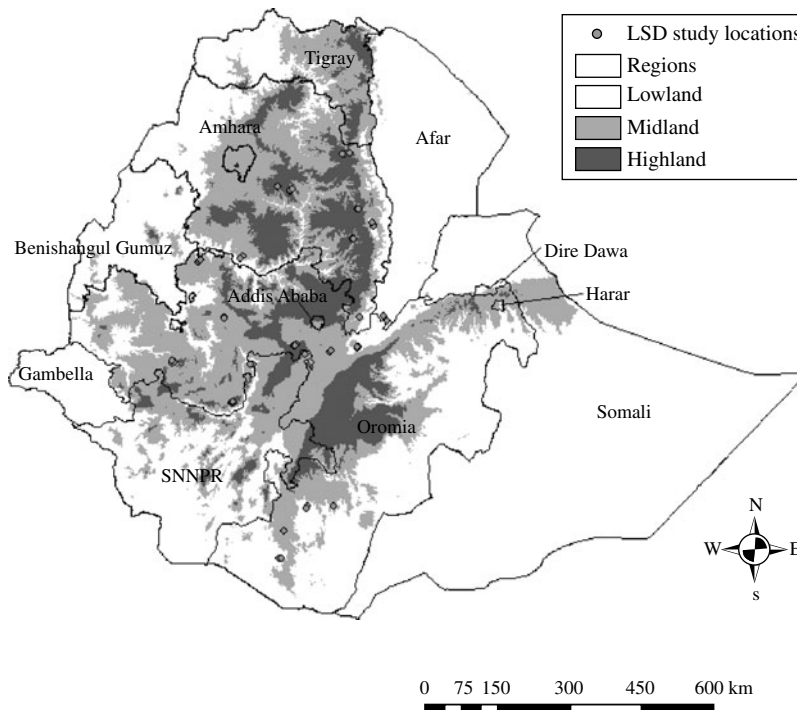 LSD study locations
Regions
Lowland
Midland
Highland
Tigray
Amhara
Afar
Benishangul Gumuz
Dire Dawa
Addis Ababa
Harar
Gambella
Somali
Oromia
SNNPR
N
W E
s
0 75 150 300 450 600 km